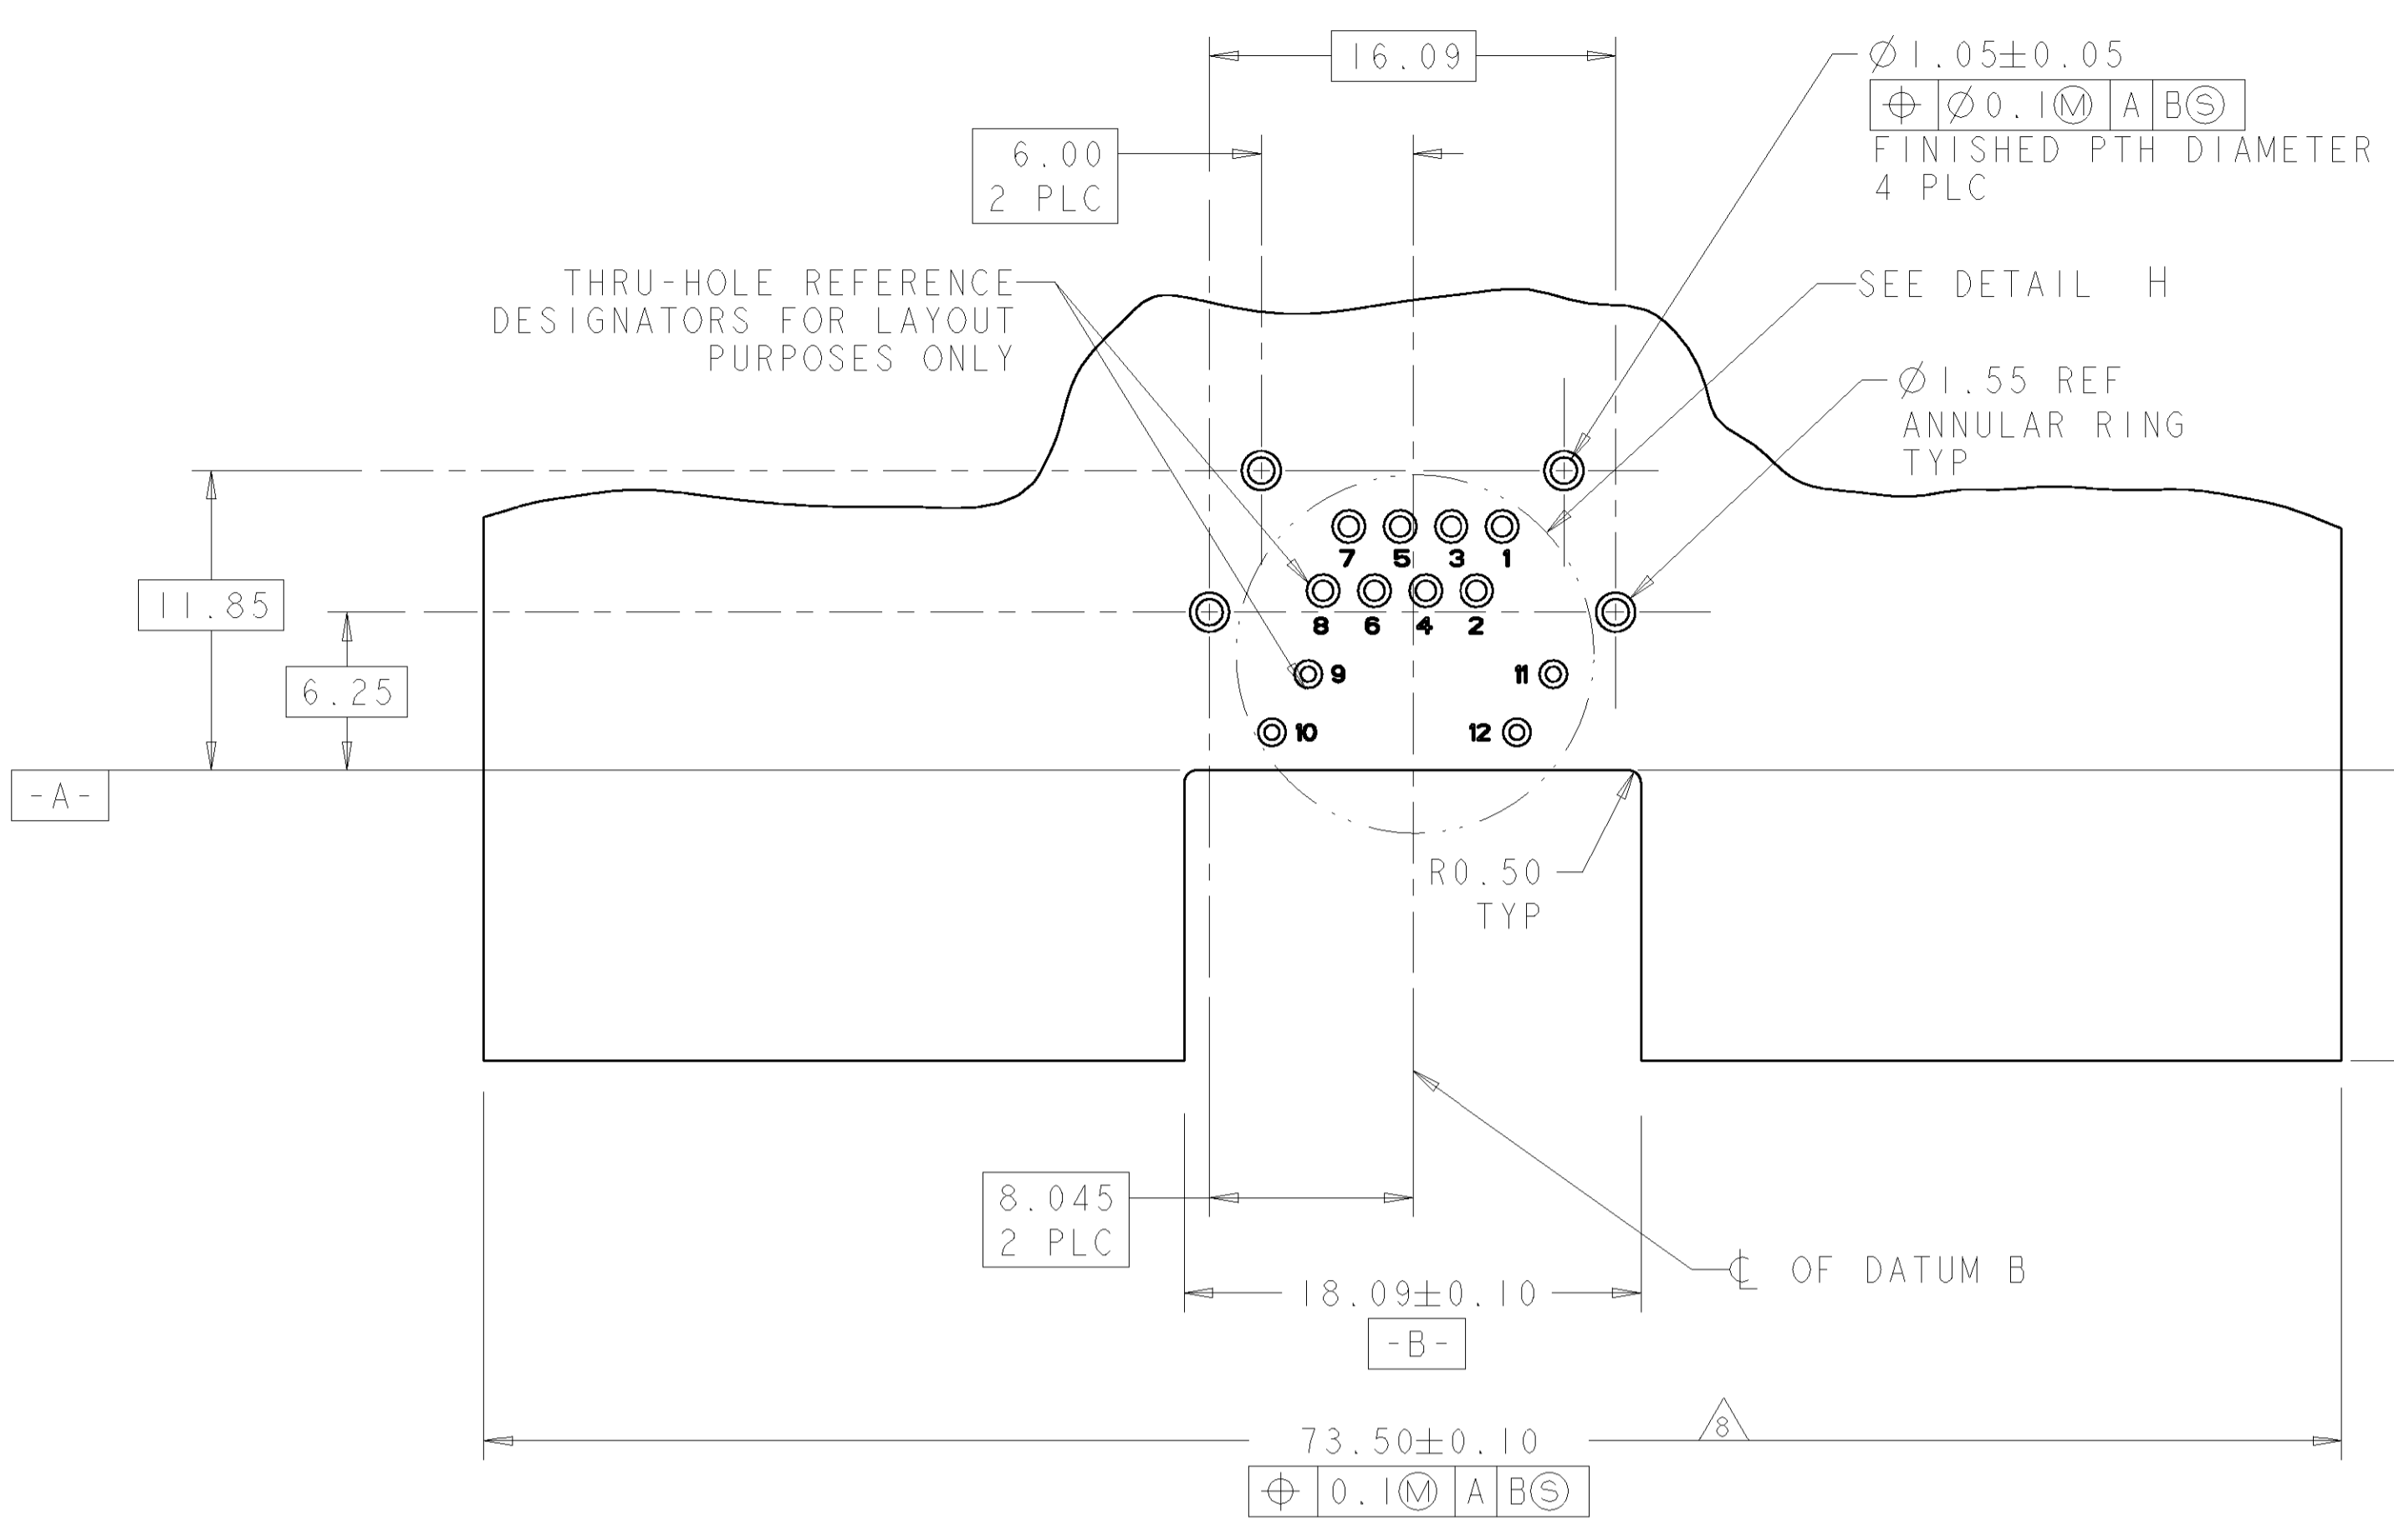 16.09
Ø1.05±0.05
⌖ Ø0.1Ⓜ A BⓈ
FINISHED PTH DIAMETER
4 PLC
6.00
2 PLC
THRU-HOLE REFERENCE
DESIGNATORS FOR LAYOUT
PURPOSES ONLY
SEE DETAIL H
Ø1.55 REF
ANNULAR RING
TYP
7 5 3 1
8 6 4 2
9 11
10 12
11.85
6.25
-A-
R0.50
TYP
8.045
2 PLC
℄ OF DATUM B
18.09±0.10
-B-
73.50±0.10
8
⌖ 0.1Ⓜ A BⓈ